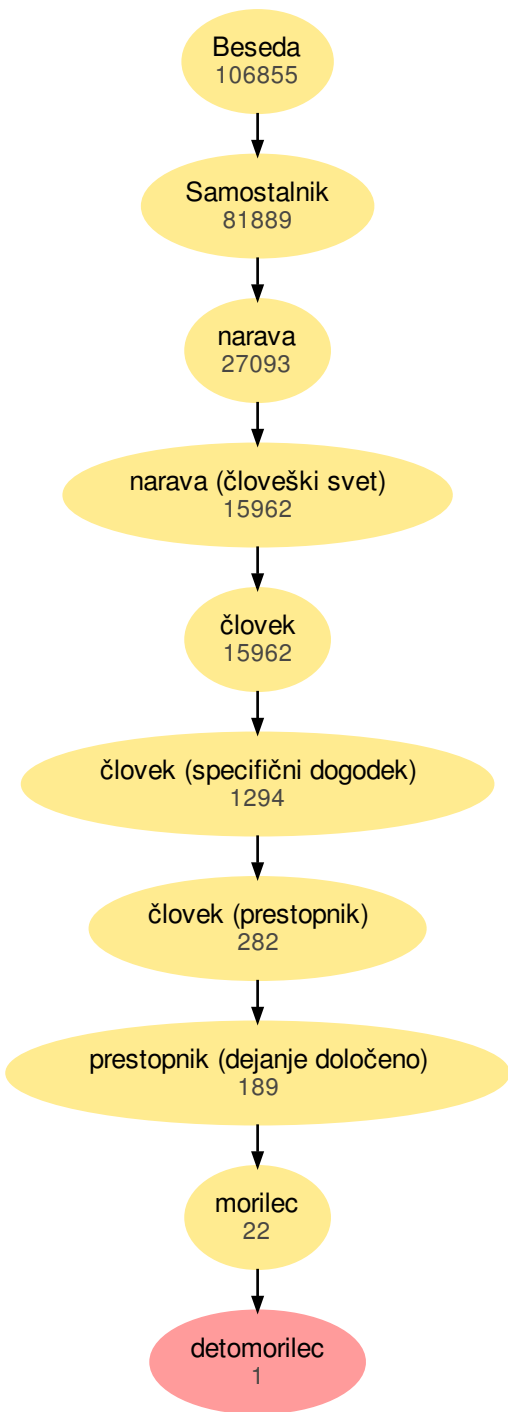 Beseda
106855
Samostalnik
81889
narava
27093
narava (človeški svet)
15962
človek
15962
človek (specifični dogodek)
1294
človek (prestopnik)
282
prestopnik (dejanje določeno)
189
morilec
22
detomorilec
1